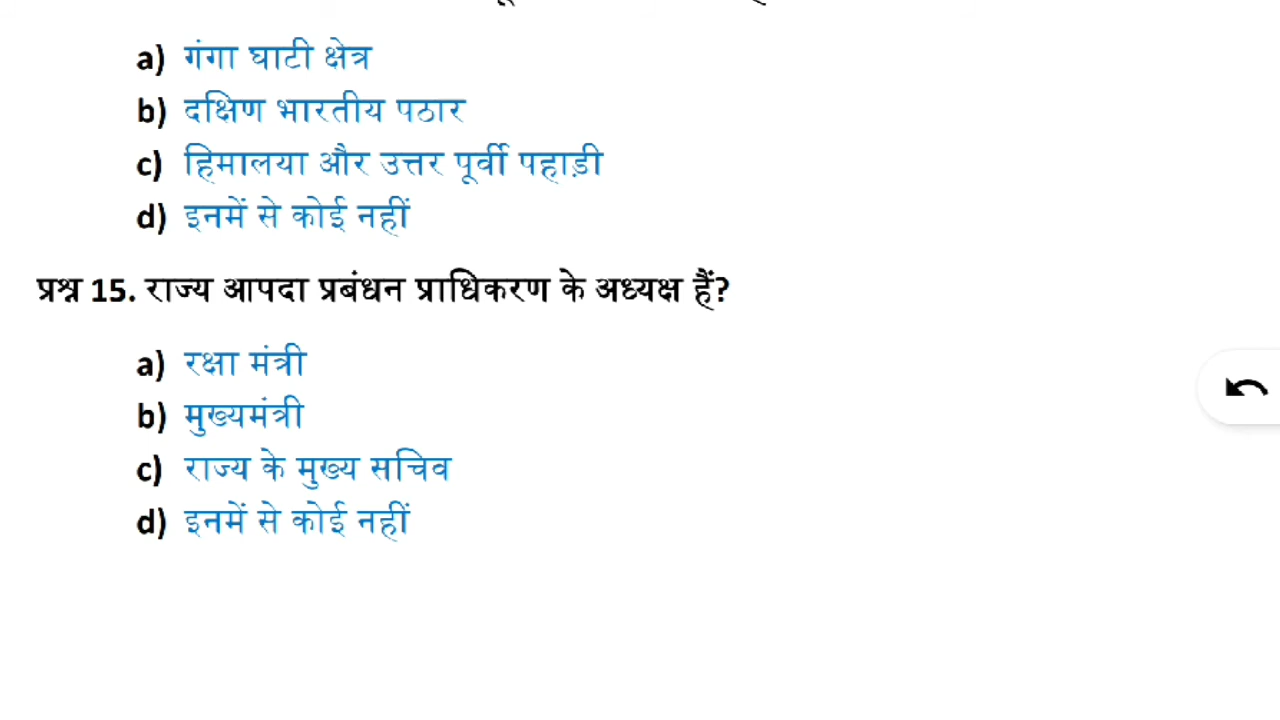 a) गंगा घाटी क्षेत्र
b) दक्षिण भारतीय पठार
c) हिमालया और उत्तर पूर्वी पहाड़ी
d) इनमें से कोई नहीं
प्रश्न 15. राज्य आपदा प्रबंधन प्राधिकरण के अध्यक्ष हैं?
a) रक्षा मंत्री
b) मुख्यमंत्री
c) राज्य के मुख्य सचिव
d) इनमें से कोई नहीं